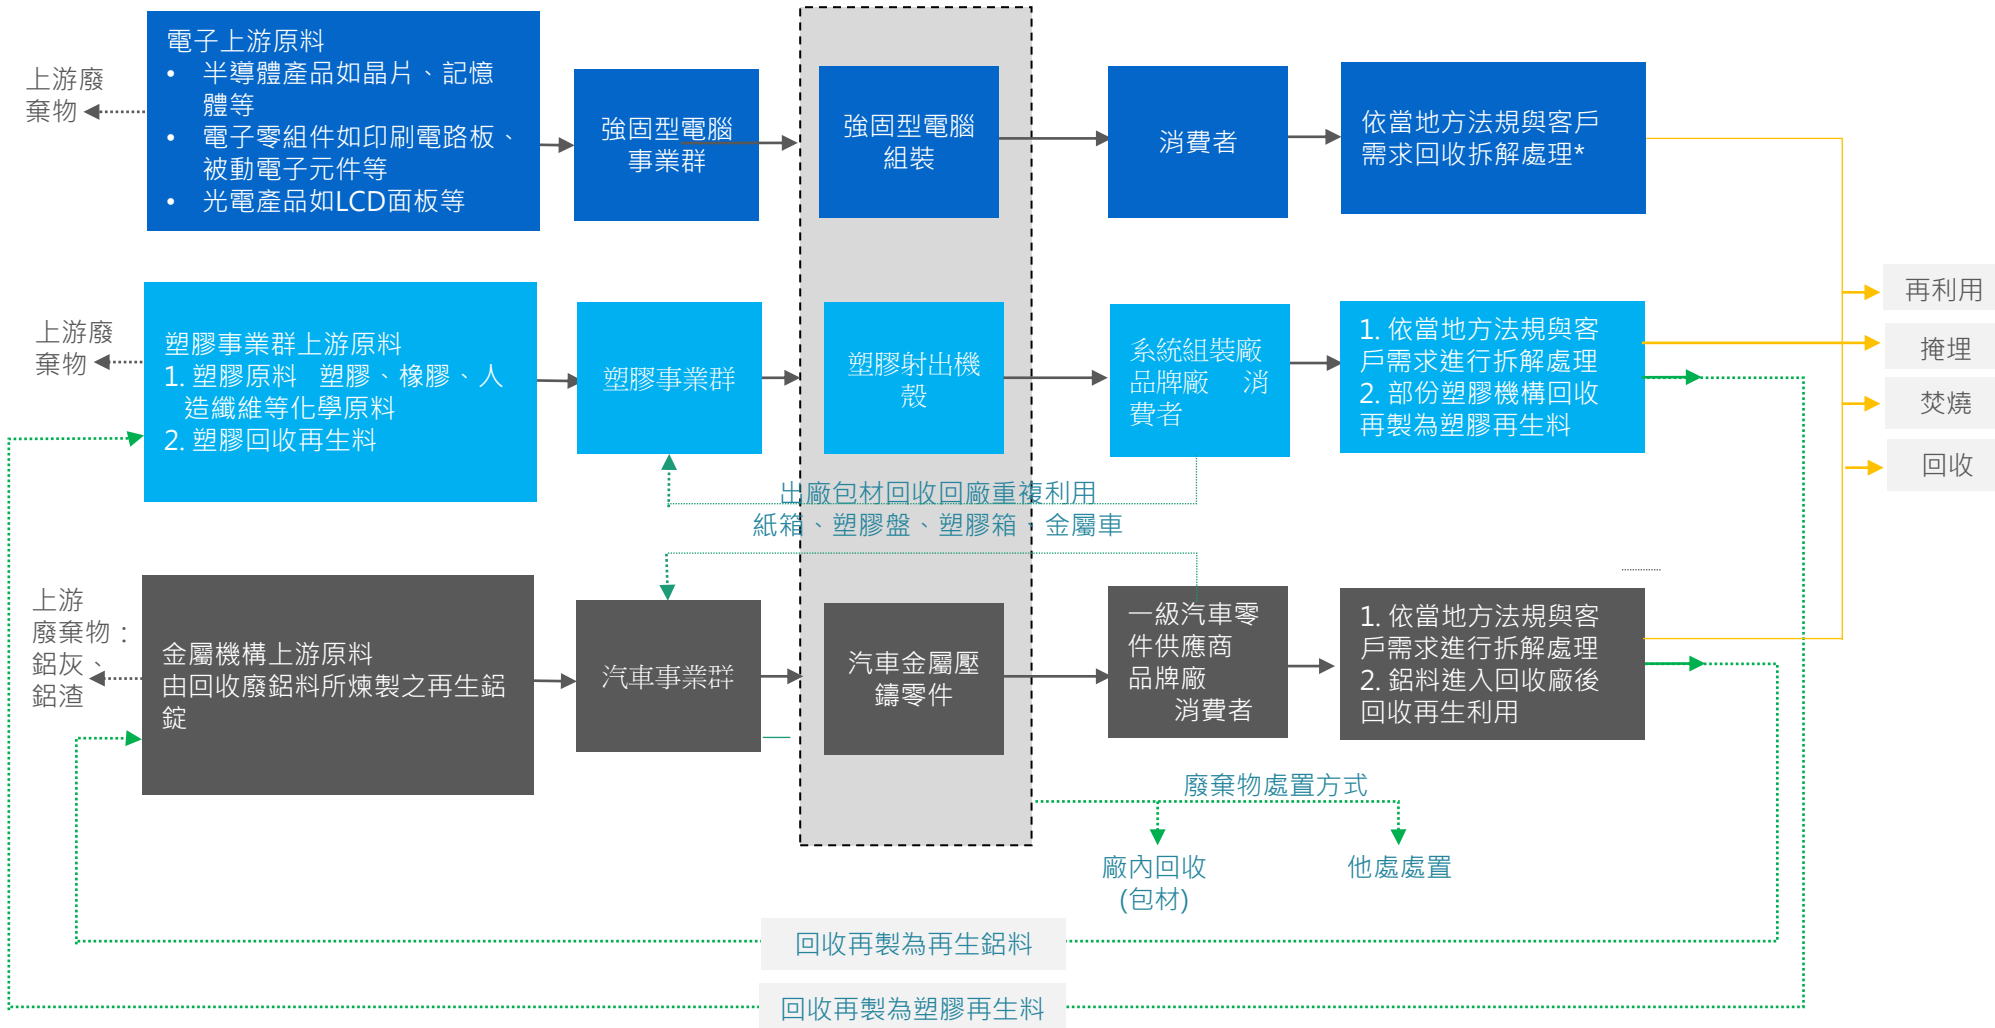 上游廢
棄物
電子上游原料
• 半導體產品如晶片、記憶
體等
• 電子零組件如印刷電路板、
被動電子元件等
• 光電產品如LCD面板等
強固型電腦
事業群
強固型電腦
組裝
消費者
依當地方法規與客戶
需求回收拆解處理*
上游廢
棄物
塑膠事業群上游原料
1. 塑膠原料 塑膠、橡膠、人
造纖維等化學原料
2. 塑膠回收再生料
塑膠事業群
塑膠射出機
殼
系統組裝廠
品牌廠 消
費者
1. 依當地方法規與客
戶需求進行拆解處理
2. 部份塑膠機構回收
再製為塑膠再生料
再利用
掩埋
焚燒
回收
出廠包材回收回廠重複利用
紙箱、塑膠盤、塑膠箱、金屬車
上游
廢棄物：
鋁灰、
鋁渣
金屬機構上游原料
由回收廢鋁料所煉製之再生鋁
錠
汽車事業群
汽車金屬壓
鑄零件
一級汽車零
件供應商
品牌廠
消費者
1. 依當地方法規與客
戶需求進行拆解處理
2. 鋁料進入回收廠後
回收再生利用
廢棄物處置方式
廠內回收
(包材)
他處處置
回收再製為再生鋁料
回收再製為塑膠再生料